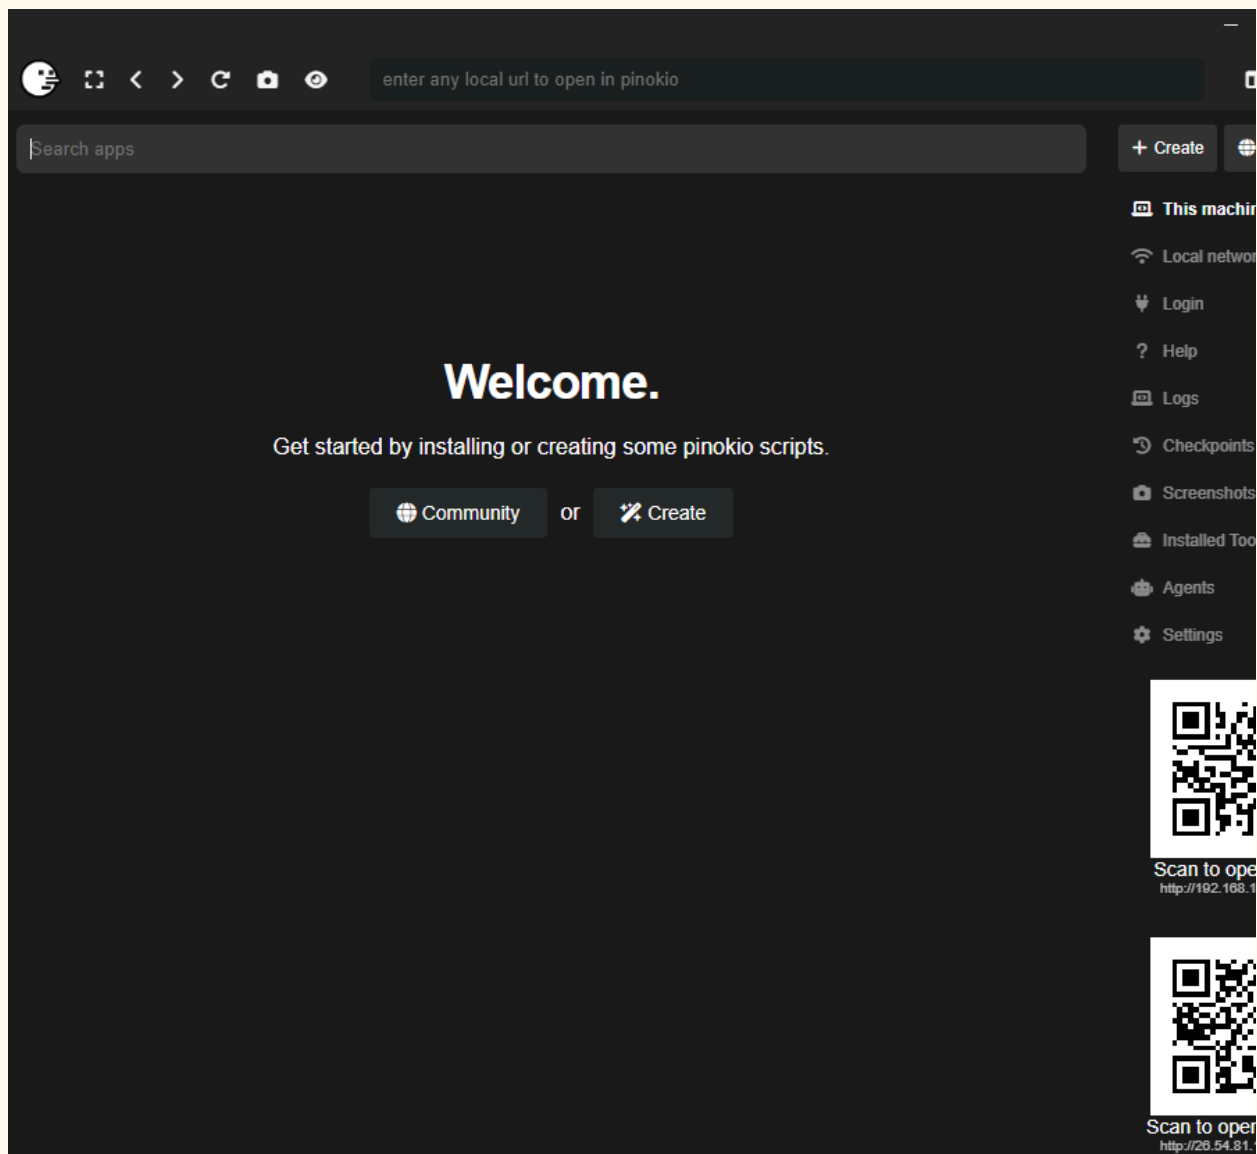 enter any local url to open in pinokio
Search apps
Create
This machin
Local networ
Login
Help
Logs
Checkpoints
Screenshots
Installed Too
Agents
Settings
Welcome.
Get started by installing or creating some pinokio scripts.
Community or Create
Scan to ope
http://192.168.1
Scan to oper
http://26.54.81.